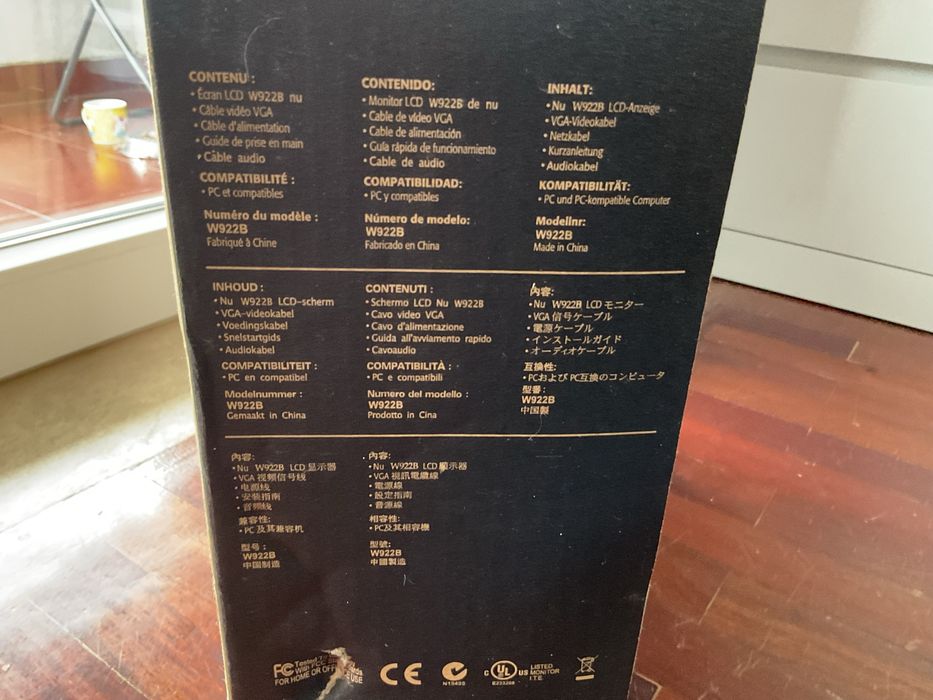 CONTENU :
• Écran LCD W922B nu
• Câble vidéo VGA
• Câble d'alimentation
• Guide de prise en main
• Câble audio
COMPATIBILITÉ :
• PC et compatibles
Numéro du modèle :
W922B
Fabriqué à Chine
CONTENIDO:
• Monitor LCD W922B de nu
• Cable de vídeo VGA
• Cable de alimentación
• Guía rápida de funcionamiento
• Cable de audio
COMPATIBILIDAD:
• PC y compatibles
Número de modelo:
W922B
Fabricado en China
INHALT:
• Nu W922B LCD-Anzeige
• VGA-Videokabel
• Netzkabel
• Kurzanleitung
• Audiokabel
KOMPATIBILITÄT:
• PC und PC-kompatible Computer
Modellnr:
W922B
Made in China
INHOUD :
• Nu W922B LCD-scherm
• VGA-videokabel
• Voedingskabel
• Snelstartgids
• Audiokabel
COMPATIBILITEIT :
• PC en compatibel
Modelnummer :
W922B
Gemaakt in China
CONTENUTI :
• Schermo LCD Nu W922B
• Cavo video VGA
• Cavo d'alimentazione
• Guida all'avviamento rapido
• Cavoaudio
COMPATIBILITÀ :
• PC e compatibili
Numero del modello :
W922B
Prodotto in Cina
内容:
• Nu W922B LCD モニター
• VGA 信号ケーブル
• 電源ケーブル
• インストールガイド
• オーディオケーブル
互換性:
• PCおよび PC互換のコンピュータ
型番:
W922B
中国製
内容:
• Nu W922B LCD 显示器
• VGA 视频信号线
• 电源线
• 安装指南
• 音频线
兼容性:
• PC 及其兼容机
型号 :
W922B
中国制造
內容:
• Nu W922B LCD 顯示器
• VGA 視訊電纜線
• 電源線
• 設定指南
• 音源線
相容性:
• PC及其相容機
型號:
W922B
中國製造
FC Tested To
With FCC Standards
FOR HOME OR OFFICE USE
CE
N15495
C UL US
E233208
LISTED
MONITOR
I.T.E.